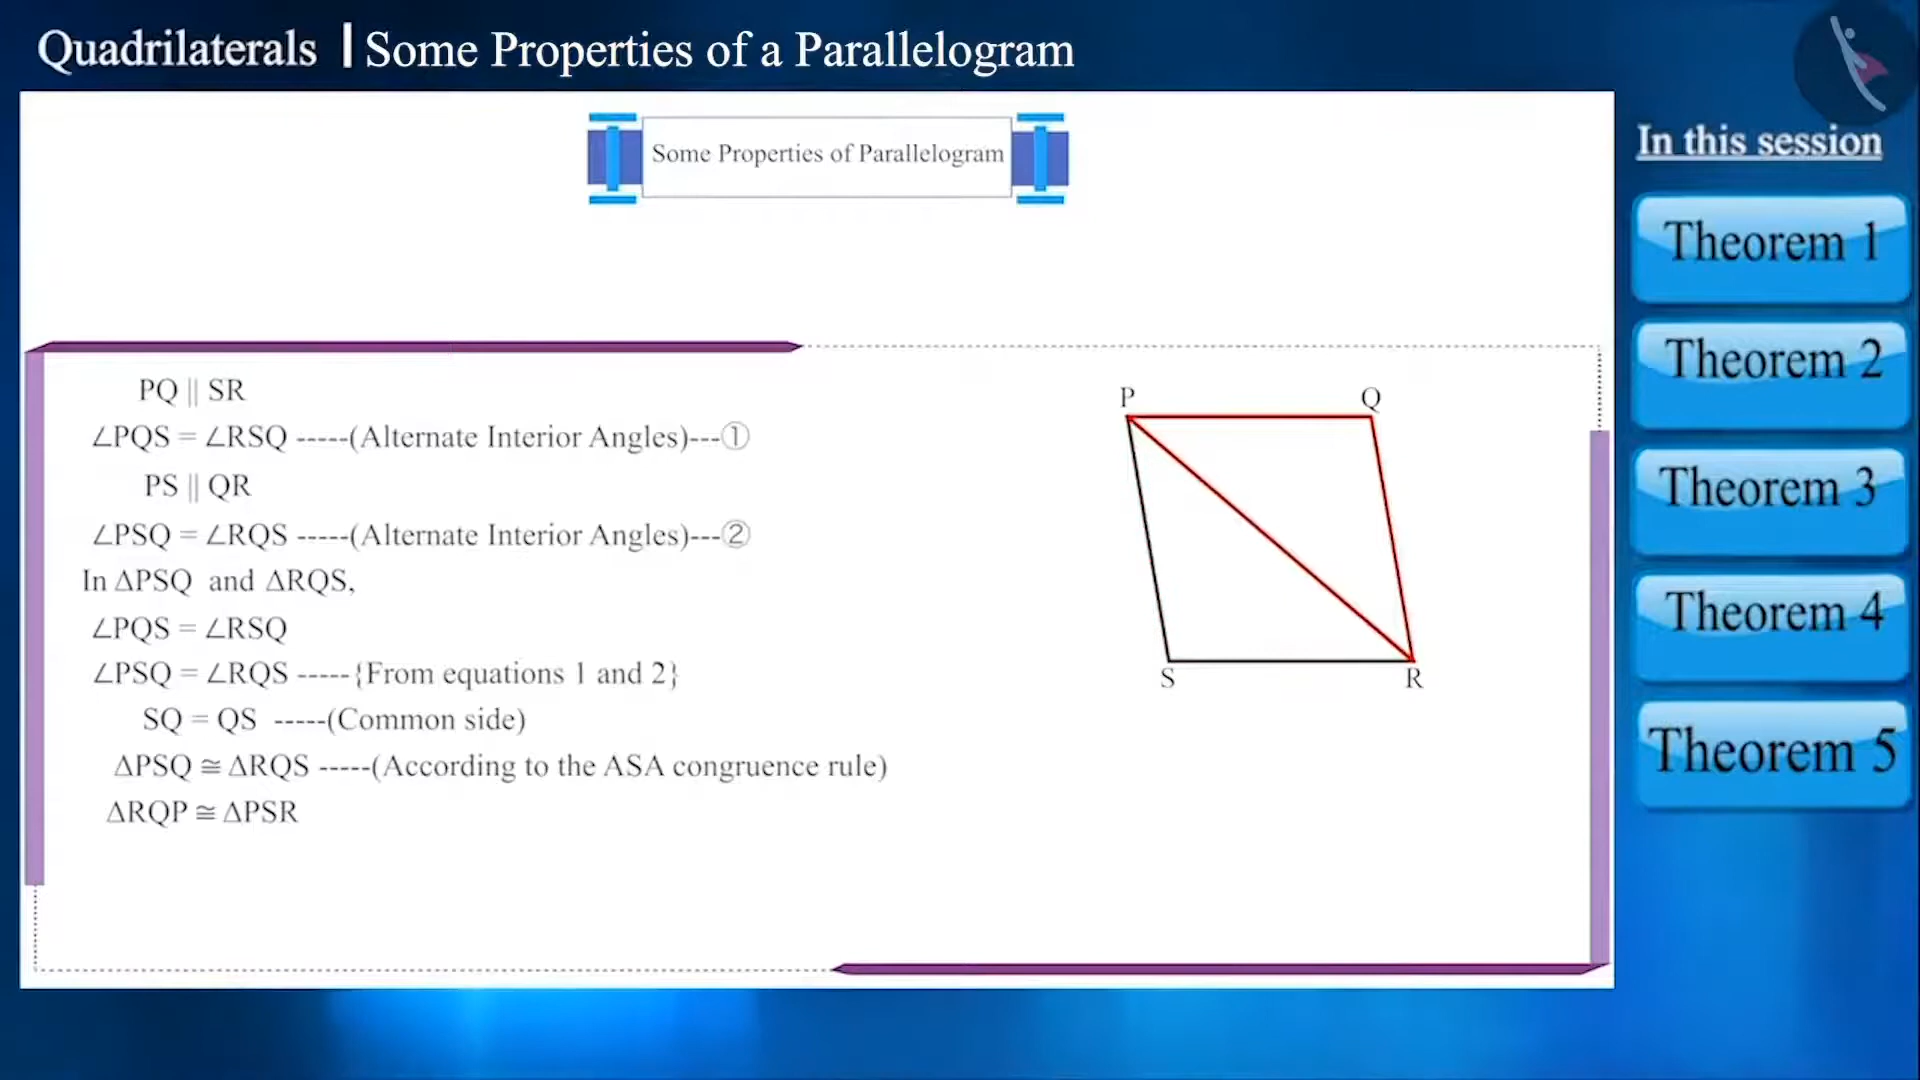 Quadrilaterals | Some Properties of a Parallelogram
Some Properties of Parallelogram
In this session
Theorem 1
Theorem 2
Theorem 3
Theorem 4
Theorem 5
PQ || SR
∠PQS = ∠RSQ -----(Alternate Interior Angles)---①
PS || QR
∠PSQ = ∠RQS -----(Alternate Interior Angles)---②
In ΔPSQ and ΔRQS,
∠PQS = ∠RSQ
∠PSQ = ∠RQS -----{From equations 1 and 2}
SQ = QS -----(Common side)
ΔPSQ ≅ ΔRQS -----(According to the ASA congruence rule)
ΔRQP ≅ ΔPSR
P
Q
S
R